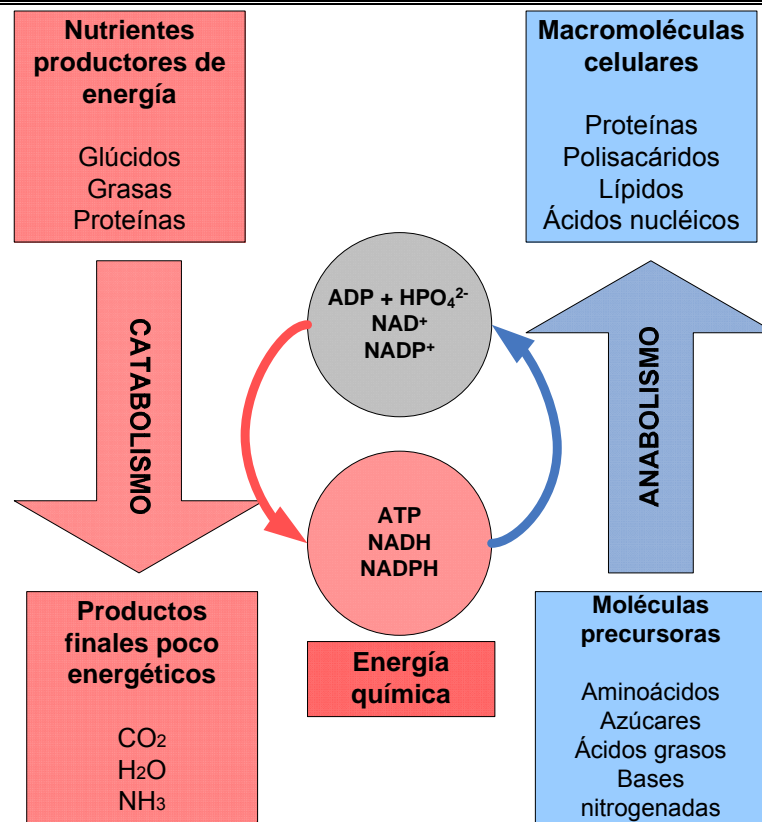 Nutrientes
productores de
energía
Glúcidos
Grasas
Proteínas
CATABOLISMO
Productos
finales poco
energéticos
CO₂
H₂O
NH₃
ADP + HPO₄²⁻
NAD⁺
NADP⁺
ATP
NADH
NADPH
Energía
química
Macromoléculas
celulares
Proteínas
Polisacáridos
Lípidos
Ácidos nucléicos
ANABOLISMO
Moléculas
precursoras
Aminoácidos
Azúcares
Ácidos grasos
Bases
nitrogenadas